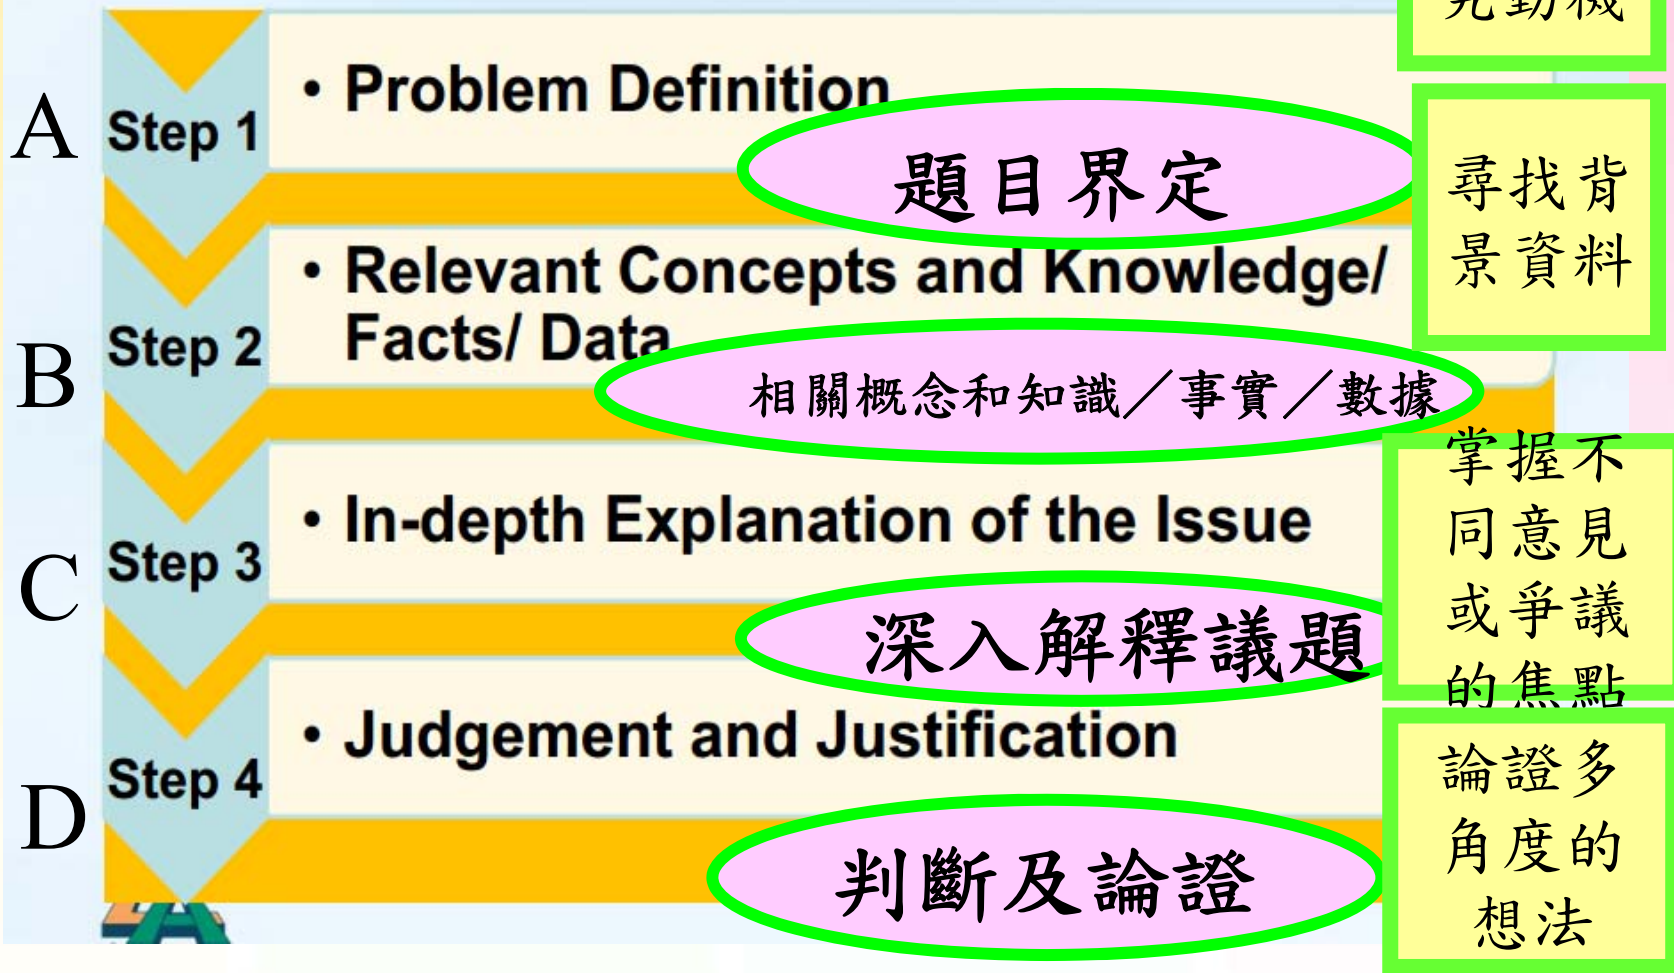 究動機
A
Step 1
• Problem Definition
題目界定
尋找背
景資料
B
Step 2
• Relevant Concepts and Knowledge/
Facts/ Data
相關概念和知識／事實／數據
C
Step 3
• In-depth Explanation of the Issue
深入解釋議題
掌握不
同意見
或爭議
的焦點
D
Step 4
• Judgement and Justification
判斷及論證
論證多
角度的
想法